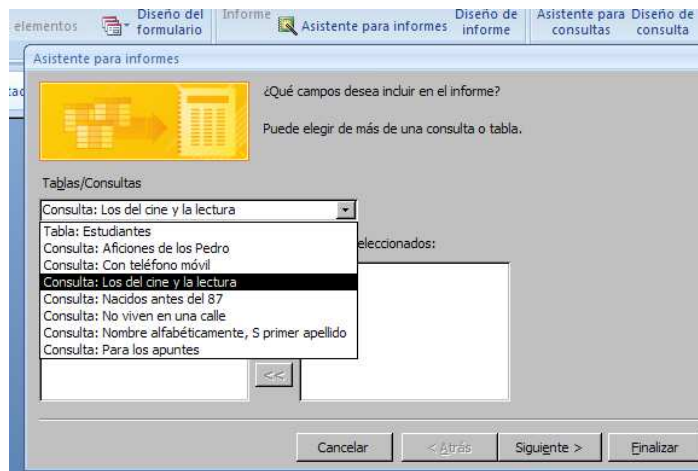 elementos
Diseño del
formulario
Informe
Asistente para informes
Diseño de
informe
Asistente para
consultas
Diseño de
consulta
Asistente para informes
¿Qué campos desea incluir en el informe?
Puede elegir de más de una consulta o tabla.
Tablas/Consultas
Consulta: Los del cine y la lectura
eleccionados:
Tabla: Estudiantes
Consulta: Aficiones de los Pedro
Consulta: Con teléfono móvil
Consulta: Los del cine y la lectura
Consulta: Nacidos antes del 87
Consulta: No viven en una calle
Consulta: Nombre alfabéticamente, S primer apellido
Consulta: Para los apuntes
<<
Cancelar
< Atrás
Siguiente >
Finalizar